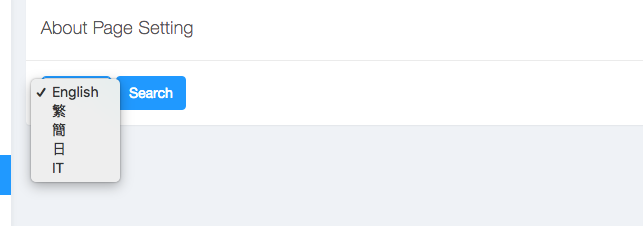 About Page Setting
✓ English
Search
繁
簡
日
IT